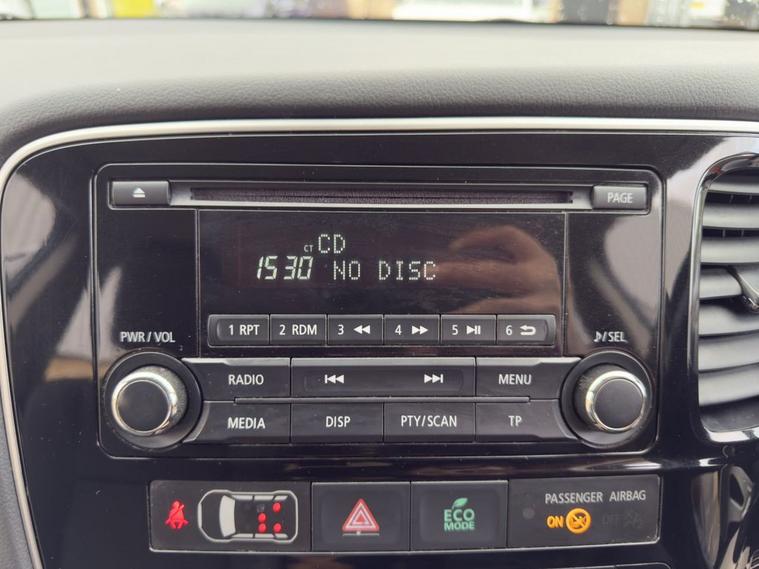 PAGE
CD
CT
1530 NO DISC
1 RPT 2 RDM 3 4 5 6
PWR / VOL
♪/SEL
RADIO MENU
MEDIA DISP PTY/SCAN TP
ECO MODE
PASSENGER AIRBAG
ON OFF